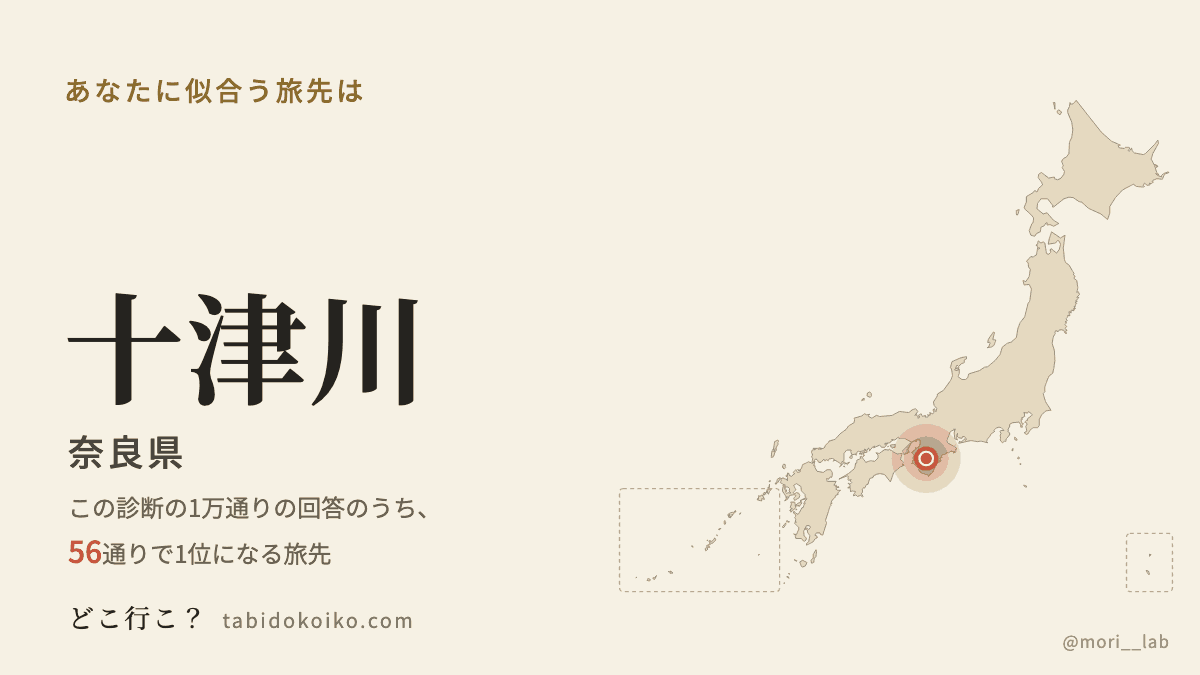 あなたに似合う旅先は
十津川
奈良県
この診断の1万通りの回答のうち、
56通りで1位になる旅先
どこ行こ？ tabidokoiko.com
@mori__lab